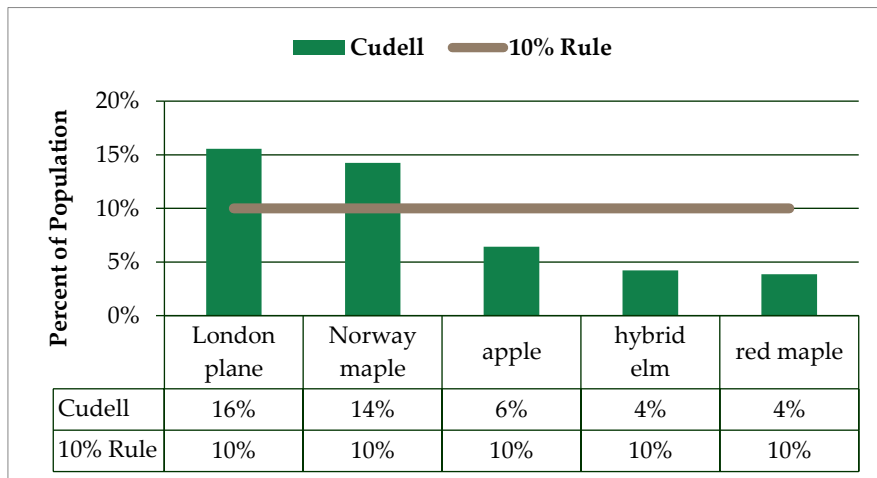 Cudell 10% Rule
Percent of Population
20%
15%
10%
5%
0%
London plane Norway maple apple hybrid elm red maple
Cudell 16% 14% 6% 4% 4%
10% Rule 10% 10% 10% 10% 10%